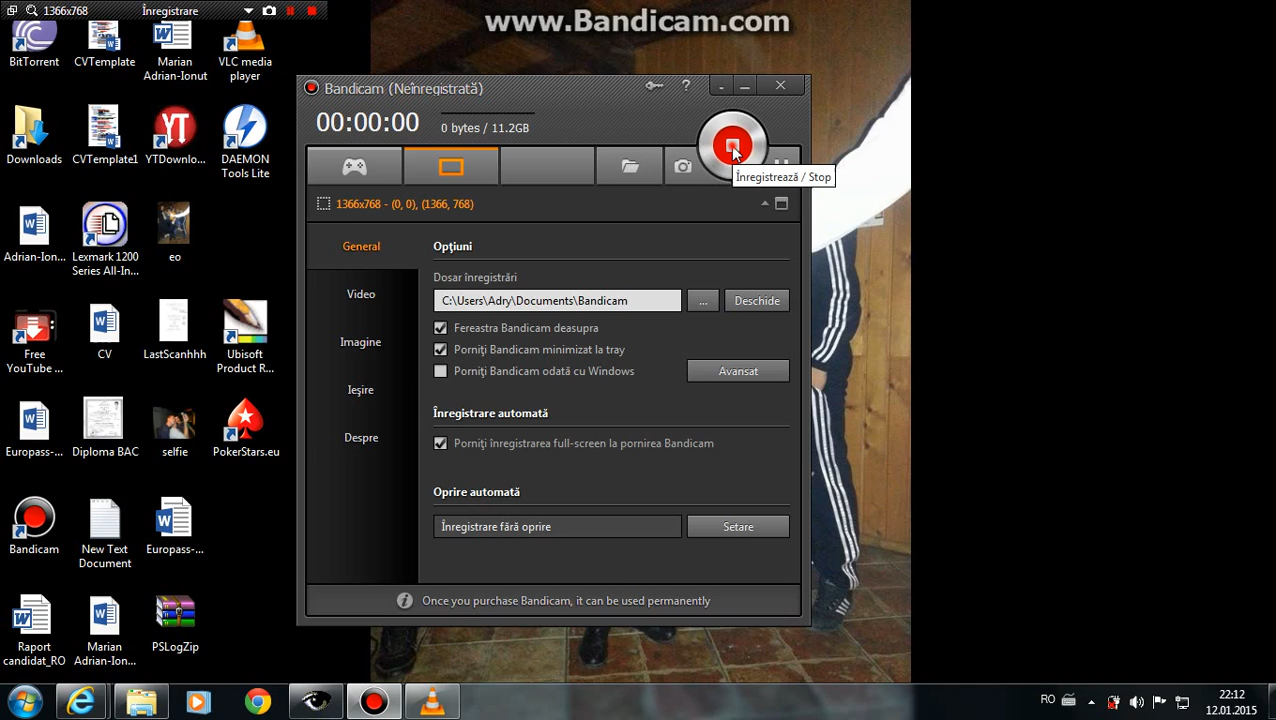 1366x768
Înregistrare
www.Bandicam.com
BitTorrent
CVTemplate
Marian
Adrian-Ionut
VLC media
player
Downloads
CVTemplate1
YTDownlo...
DAEMON
Tools Lite
Adrian-Ion...
Lexmark 1200
Series All-In...
eo
Free
YouTube ...
CV
LastScanhhh
Ubisoft
Product R...
Europass-...
Diploma BAC
selfie
PokerStars.eu
Bandicam
New Text
Document
Europass-...
Raport
candidat_RO
Marian
Adrian-Ion...
PSLogZip
Bandicam (Neînregistrată)
00:00:00
0 bytes / 11.2GB
Înregistrează / Stop
1366x768 - (0, 0), (1366, 768)
General
Video
Imagine
Ieşire
Despre
Opţiuni
Dosar înregistrări
C:\Users\Adry\Documents\Bandicam
...
Deschide
Fereastra Bandicam deasupra
Porniţi Bandicam minimizat la tray
Porniţi Bandicam odată cu Windows
Avansat
Înregistrare automată
Porniţi înregistrarea full-screen la pornirea Bandicam
Oprire automată
Înregistrare fără oprire
Setare
Once you purchase Bandicam, it can be used permanently
RO
22:12
12.01.2015